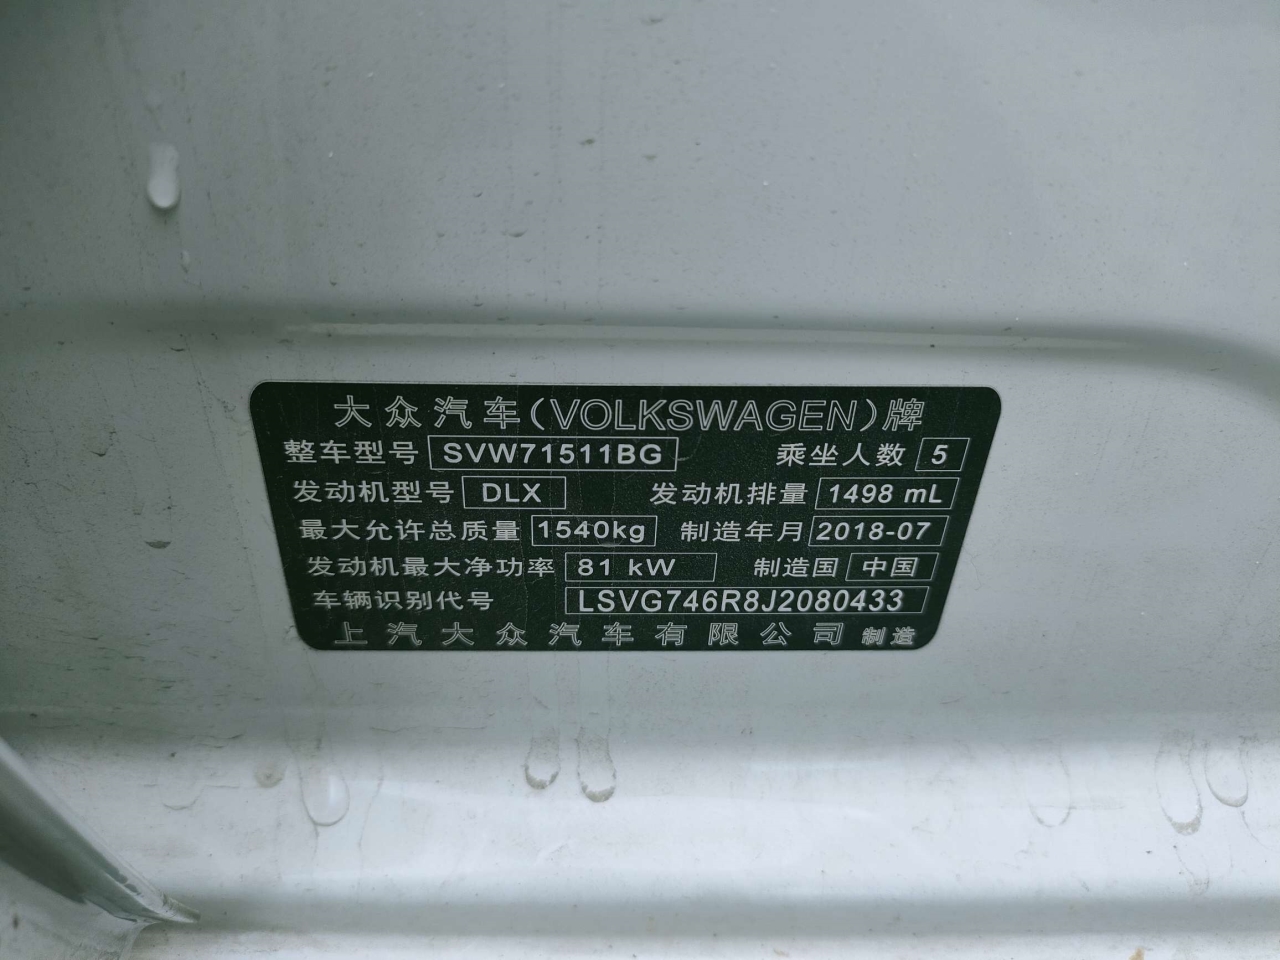 大众汽车(VOLKSWAGEN)牌
整车型号 SVW71511BG 乘坐人数 5
发动机型号 DLX 发动机排量 1498 mL
最大允许总质量 1540kg 制造年月 2018-07
发动机最大净功率 81 kW 制造国 中国
车辆识别代号 LSVG746R8J2080433
上汽大众汽车有限公司 制造